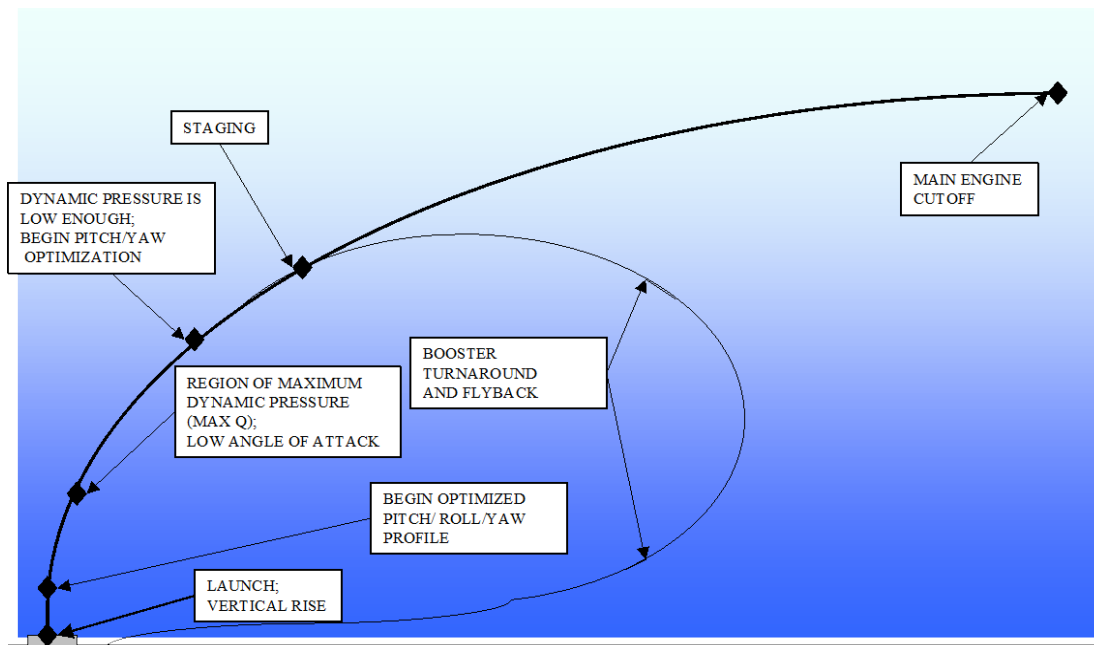 STAGING
MAIN ENGINE
CUTOFF
DYNAMIC PRESSURE IS
LOW ENOUGH;
BEGIN PITCH/YAW
OPTIMIZATION
BOOSTER
TURNAROUND
AND FLYBACK
REGION OF MAXIMUM
DYNAMIC PRESSURE
(MAX Q);
LOW ANGLE OF ATTACK
BEGIN OPTIMIZED
PITCH/ ROLL/YAW
PROFILE
LAUNCH;
VERTICAL RISE